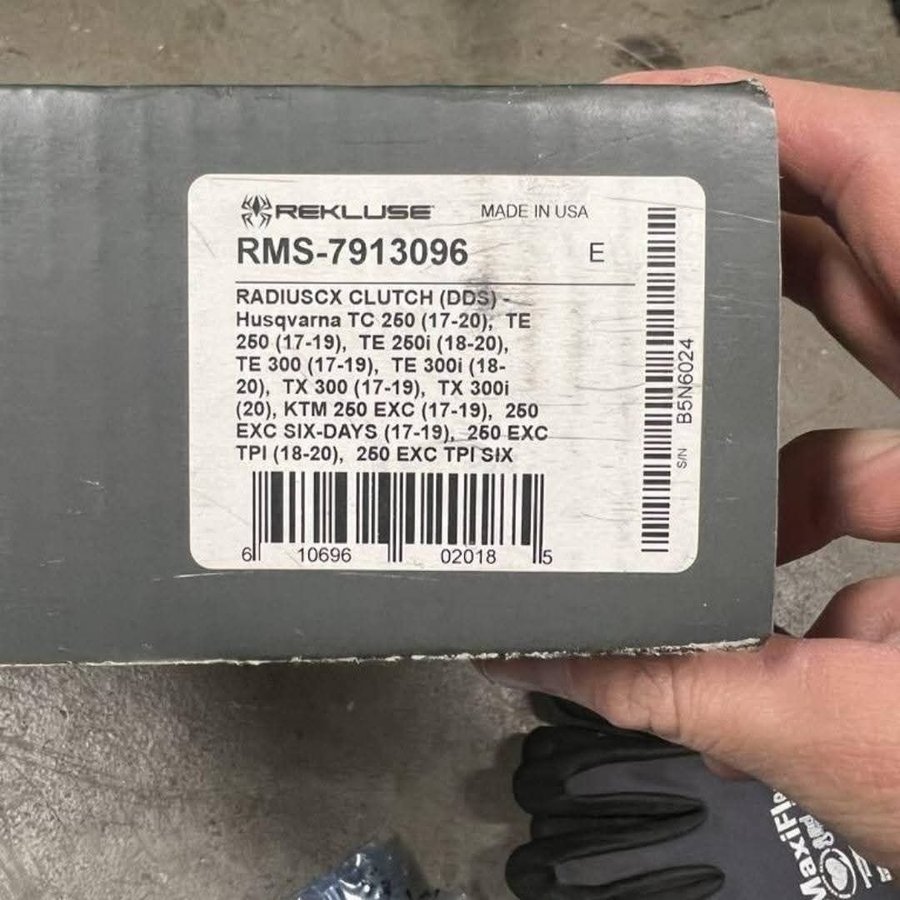 REKLUSE MADE IN USA
RMS-7913096 E
RADIUSCX CLUTCH (DDS) -
Husqvarna TC 250 (17-20), TE
250 (17-19), TE 250i (18-20),
TE 300 (17-19), TE 300i (18-
20), TX 300 (17-19), TX 300i
(20), KTM 250 EXC (17-19), 250
EXC SIX-DAYS (17-19), 250 EXC
TPI (18-20), 250 EXC TPI SIX
6 10696 02018 5
S/N B5N6024
MaxiFle